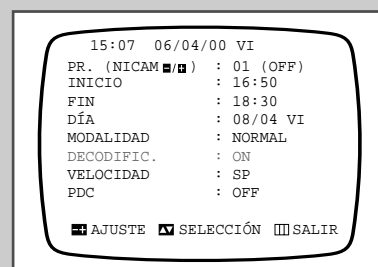 15:07 06/04/00 VI
PR. (NICAM -/+) : 01 (OFF)
INICIO : 16:50
FIN : 18:30
DÍA : 08/04 VI
MODALIDAD : NORMAL
DECODIFIC. : ON
VELOCIDAD : SP
PDC : OFF
-+ AJUSTE ▲▼ SELECCIÓN SALIR